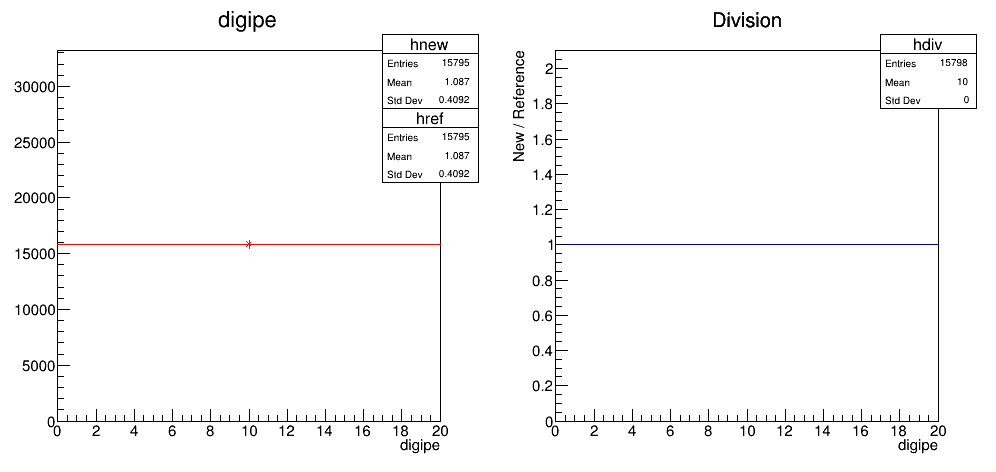 digipe
hnew
Entries 15795
Mean 1.087
Std Dev 0.4092
href
Entries 15795
Mean 1.087
Std Dev 0.4092
30000
25000
20000
15000
10000
5000
0
0 2 4 6 8 10 12 14 16 18 20
digipe
Division
hdiv
Entries 15798
Mean 10
Std Dev 0
New / Reference
2
1.8
1.6
1.4
1.2
1
0.8
0.6
0.4
0.2
0
0 2 4 6 8 10 12 14 16 18 20
digipe